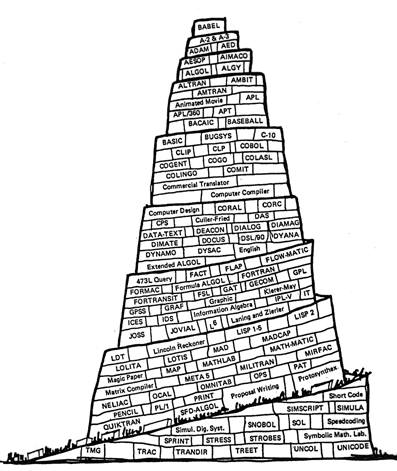 BABEL
A-2 & A-3
ADAM AED
AESOP AIMACO
ALGOL ALGY
ALTRAN AMBIT
AMTRAN
Animated Movie APL
APL/360 APT
BACAIC BASEBALL
BASIC BUGSYS C-10
CLIP CLP COBOL
COGENT COGO COLASL
COLINGO COMIT
Commercial Translator
Computer Compiler
Computer Design CORAL CORC
CPS Culler-Fried DAS
DATA-TEXT DEACON DIALOG DIAMAG
DIMATE DOCUS DSL/90 DYANA
DYNAMO DYSAC English
Extended ALGOL FLOW-MATIC
473L Query FACT FLAP FORTRAN
FORMAC Formula ALGOL GECOM GPL
FORTRANSIT FSL GAT Klerer-May
GPSS GRAF Graphic IPL-V IT
ICES IDS Information Algebra
JOSS JOVIAL L6 Laning and Zierler
LDT Lincoln Reckoner LISP 1-5 LISP 2
LOLITA LOTIS MAD MADCAP
Magic Paper MAP MATHLAB MATH-MATIC
Matrix Compiler META 5 MILITRAN MIRFAC
NELIAC OCAL OMNITAB OPS PAT
PENCIL PL/1 PRINT Proposal Writing Protosynthex
QUIKTRAN SFD-ALGOL Short Code
Simul. Dig. Syst. SNOBOL SIMSCRIPT SIMULA
SPRINT STRESS STROBES SOL Speedcoding
Symbolic Math. Lab.
TMG TRAC TRANDIR TREET UNCOL UNICODE